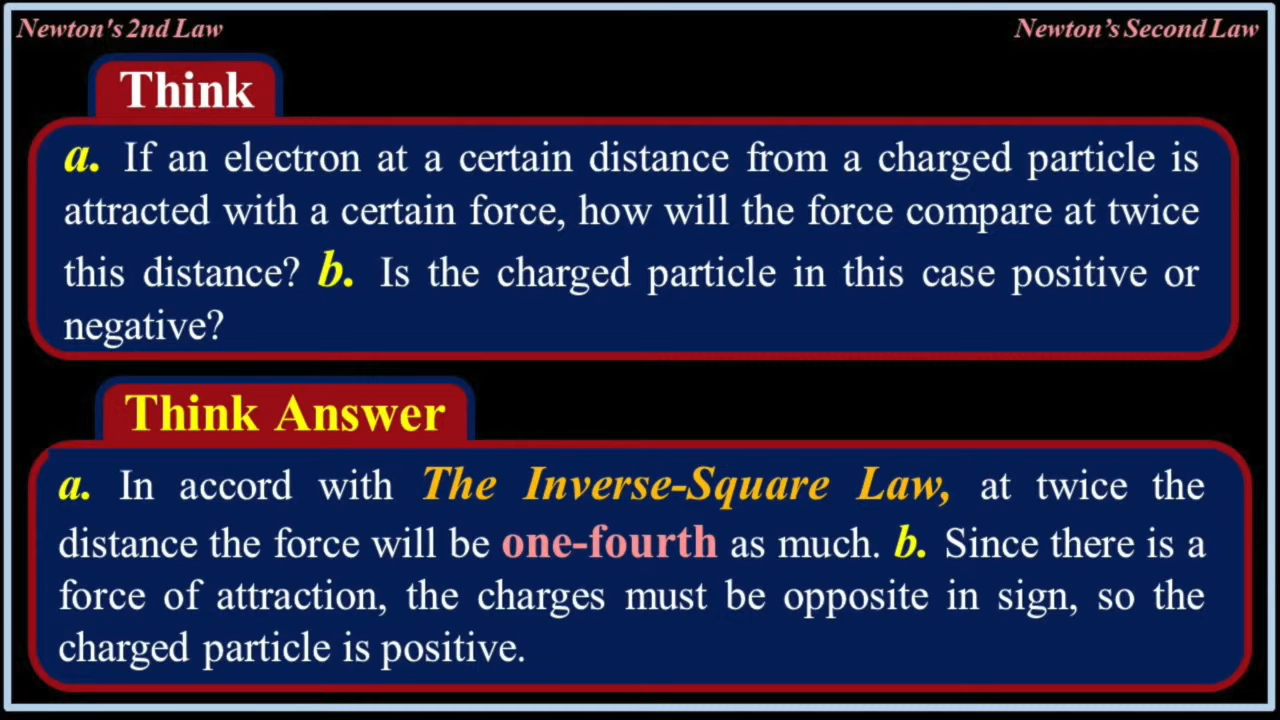 Newton's 2nd Law
Newton’s Second Law
Think
a. If an electron at a certain distance from a charged particle is
attracted with a certain force, how will the force compare at twice
this distance? b. Is the charged particle in this case positive or
negative?
Think Answer
a. In accord with The Inverse-Square Law, at twice the
distance the force will be one-fourth as much. b. Since there is a
force of attraction, the charges must be opposite in sign, so the
charged particle is positive.